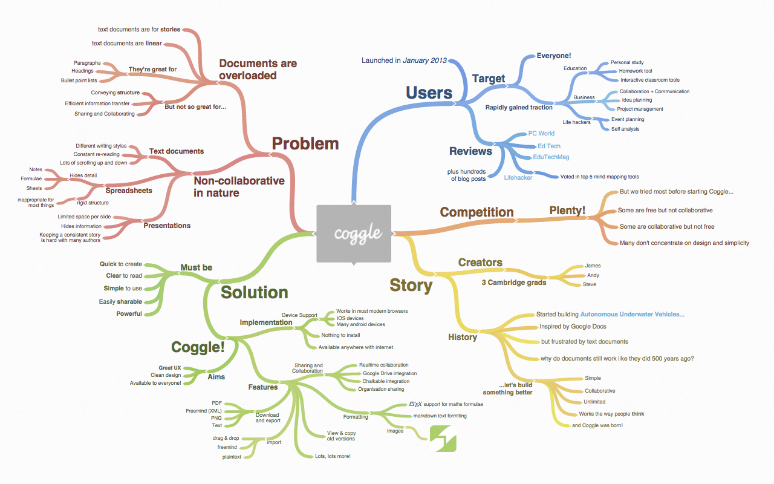 text documents are for stories
text documents are linear
Documents are
overloaded
Paragraphs
Headings
Bullet point lists
They're great for
Conveying structure
Efficient information transfer
Sharing and Collaborating
But not so great for...
Problem
Different writing styles
Constant re-reading
Lots of scrolling up and down
Text documents
Non-collaborative
in nature
Notes
Formulae
Sheets
Hides detail
Spreadsheets
inappropriate for
most things
rigid structure
Limited space per slide
Hides information
Keeping a consistent story
is hard with many authors
Presentations
coggle
Launched in January 2013
Users
Target
Everyone!
Rapidly gained traction
Education
Personal study
Homework tool
Interactive classroom tools
Business
Collaboration + Communication
Idea planning
Project management
Life hackers
Event planning
Self analysis
Reviews
PC World
Ed Tech
EduTechMag
Lifehacker
Voted in top 5 mind mapping tools
plus hundreds
of blog posts
Competition
Plenty!
But we tried most before starting Coggle...
Some are free but not collaborative
Some are collaborative but not free
Many don't concentrate on design and simplicity
Story
Creators
3 Cambridge grads
James
Andy
Steve
History
Started building Autonomous Underwater Vehicles...
Inspired by Google Docs
but frustrated by text documents
why do documents still work like they did 500 years ago?
...let's build
something better
Simple
Collaborative
Unlimited
Works the way people think
and Coggle was born!
Solution
Must be
Quick to create
Clear to read
Simple to use
Easily sharable
Powerful
Coggle!
Implementation
Device Support
Works in most modern browsers
iOS devices
Many android devices
Nothing to install
Available anywhere with internet
Aims
Great UX
Clean design
Available to everyone!
Features
Sharing and
Collaboration
Realtime collaboration
Google Drive integration
Chatable integration
Organisation sharing
Download
and export
PDF
Freemind (XML)
PNG
Text
Import
drag & drop
freemind
plaintext
Formatting
LATEX support for maths formulae
markdown text formtting
images
View & copy
old versions
Lots, lots more!